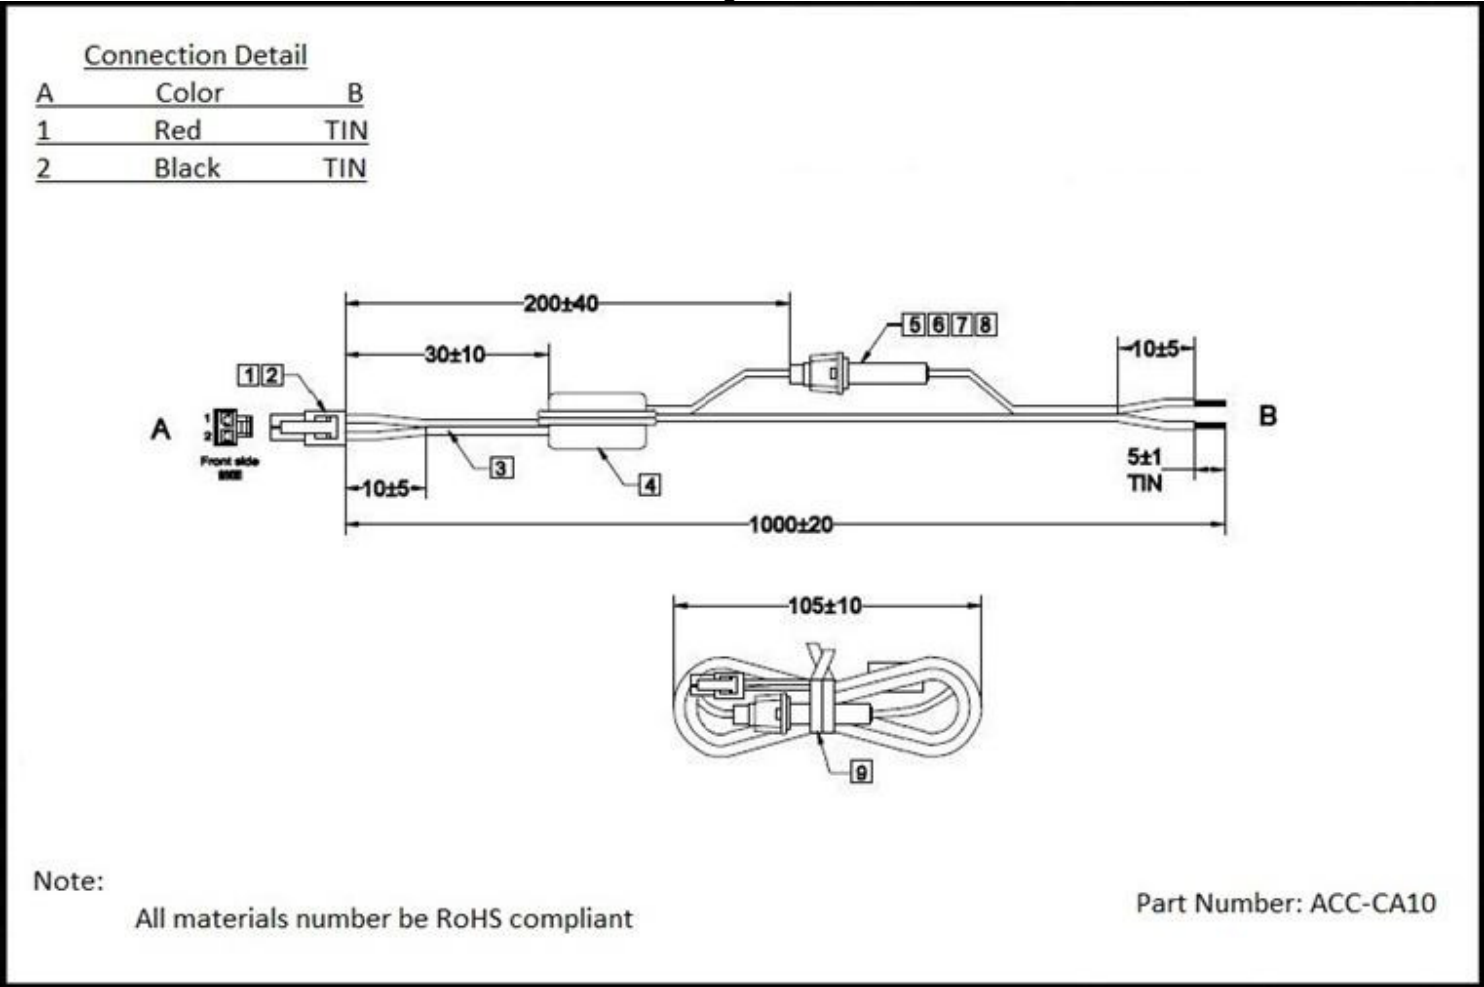 Connection Detail
A Color B
1 Red TIN
2 Black TIN
200±40
30±10
5 6 7 8
10±5
1 2
A
1
2
Front side
B
3
4
5±1
TIN
10±5
1000±20
105±10
9
Note:
All materials number be RoHS compliant
Part Number: ACC-CA10